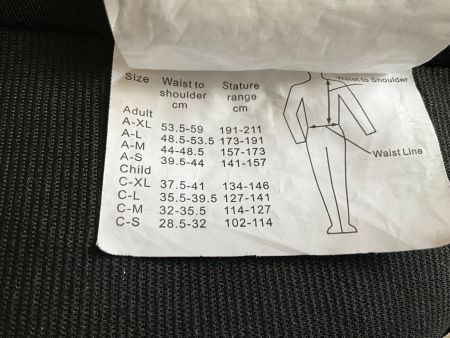 Size Waist to shoulder cm Stature range cm
Adult
A-XL 53.5-59 191-211
A-L 48.5-53.5 173-191
A-M 44-48.5 157-173
A-S 39.5-44 141-157
Child
C-XL 37.5-41 134-146
C-L 35.5-39.5 127-141
C-M 32-35.5 114-127
C-S 28.5-32 102-114
Waist to Shoulder
Waist Line